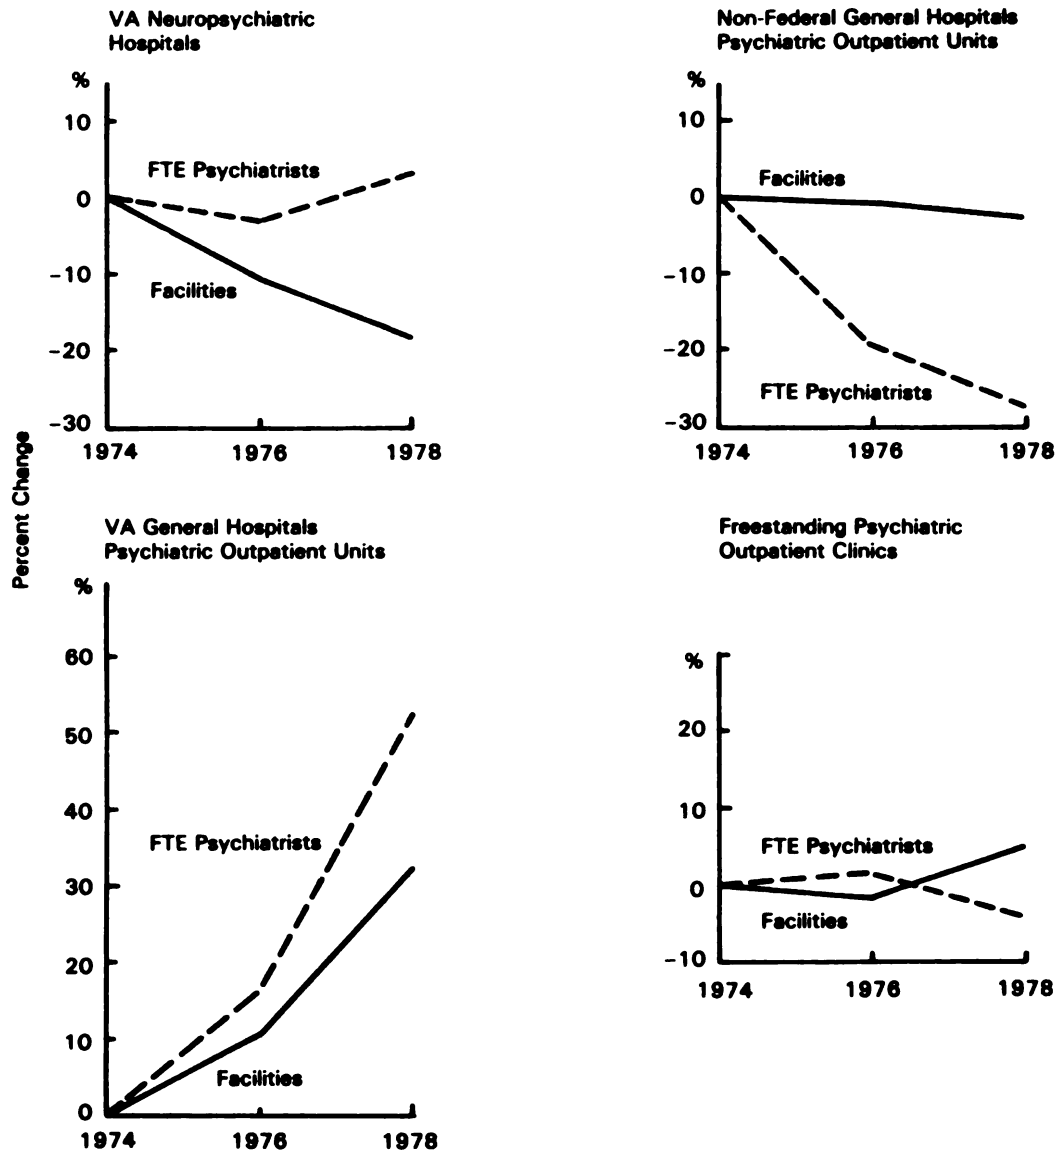 VA Neuropsychiatric
Hospitals
%
10
0
-10
-20
-30
FTE Psychiatrists
Facilities
1974 1976 1978
Non-Federal General Hospitals
Psychiatric Outpatient Units
%
10
0
-10
-20
-30
Facilities
FTE Psychiatrists
1974 1976 1978
Percent Change
VA General Hospitals
Psychiatric Outpatient Units
%
60
50
40
30
20
10
0
FTE Psychiatrists
Facilities
1974 1976 1978
Freestanding Psychiatric
Outpatient Clinics
%
20
10
0
-10
FTE Psychiatrists
Facilities
1974 1976 1978